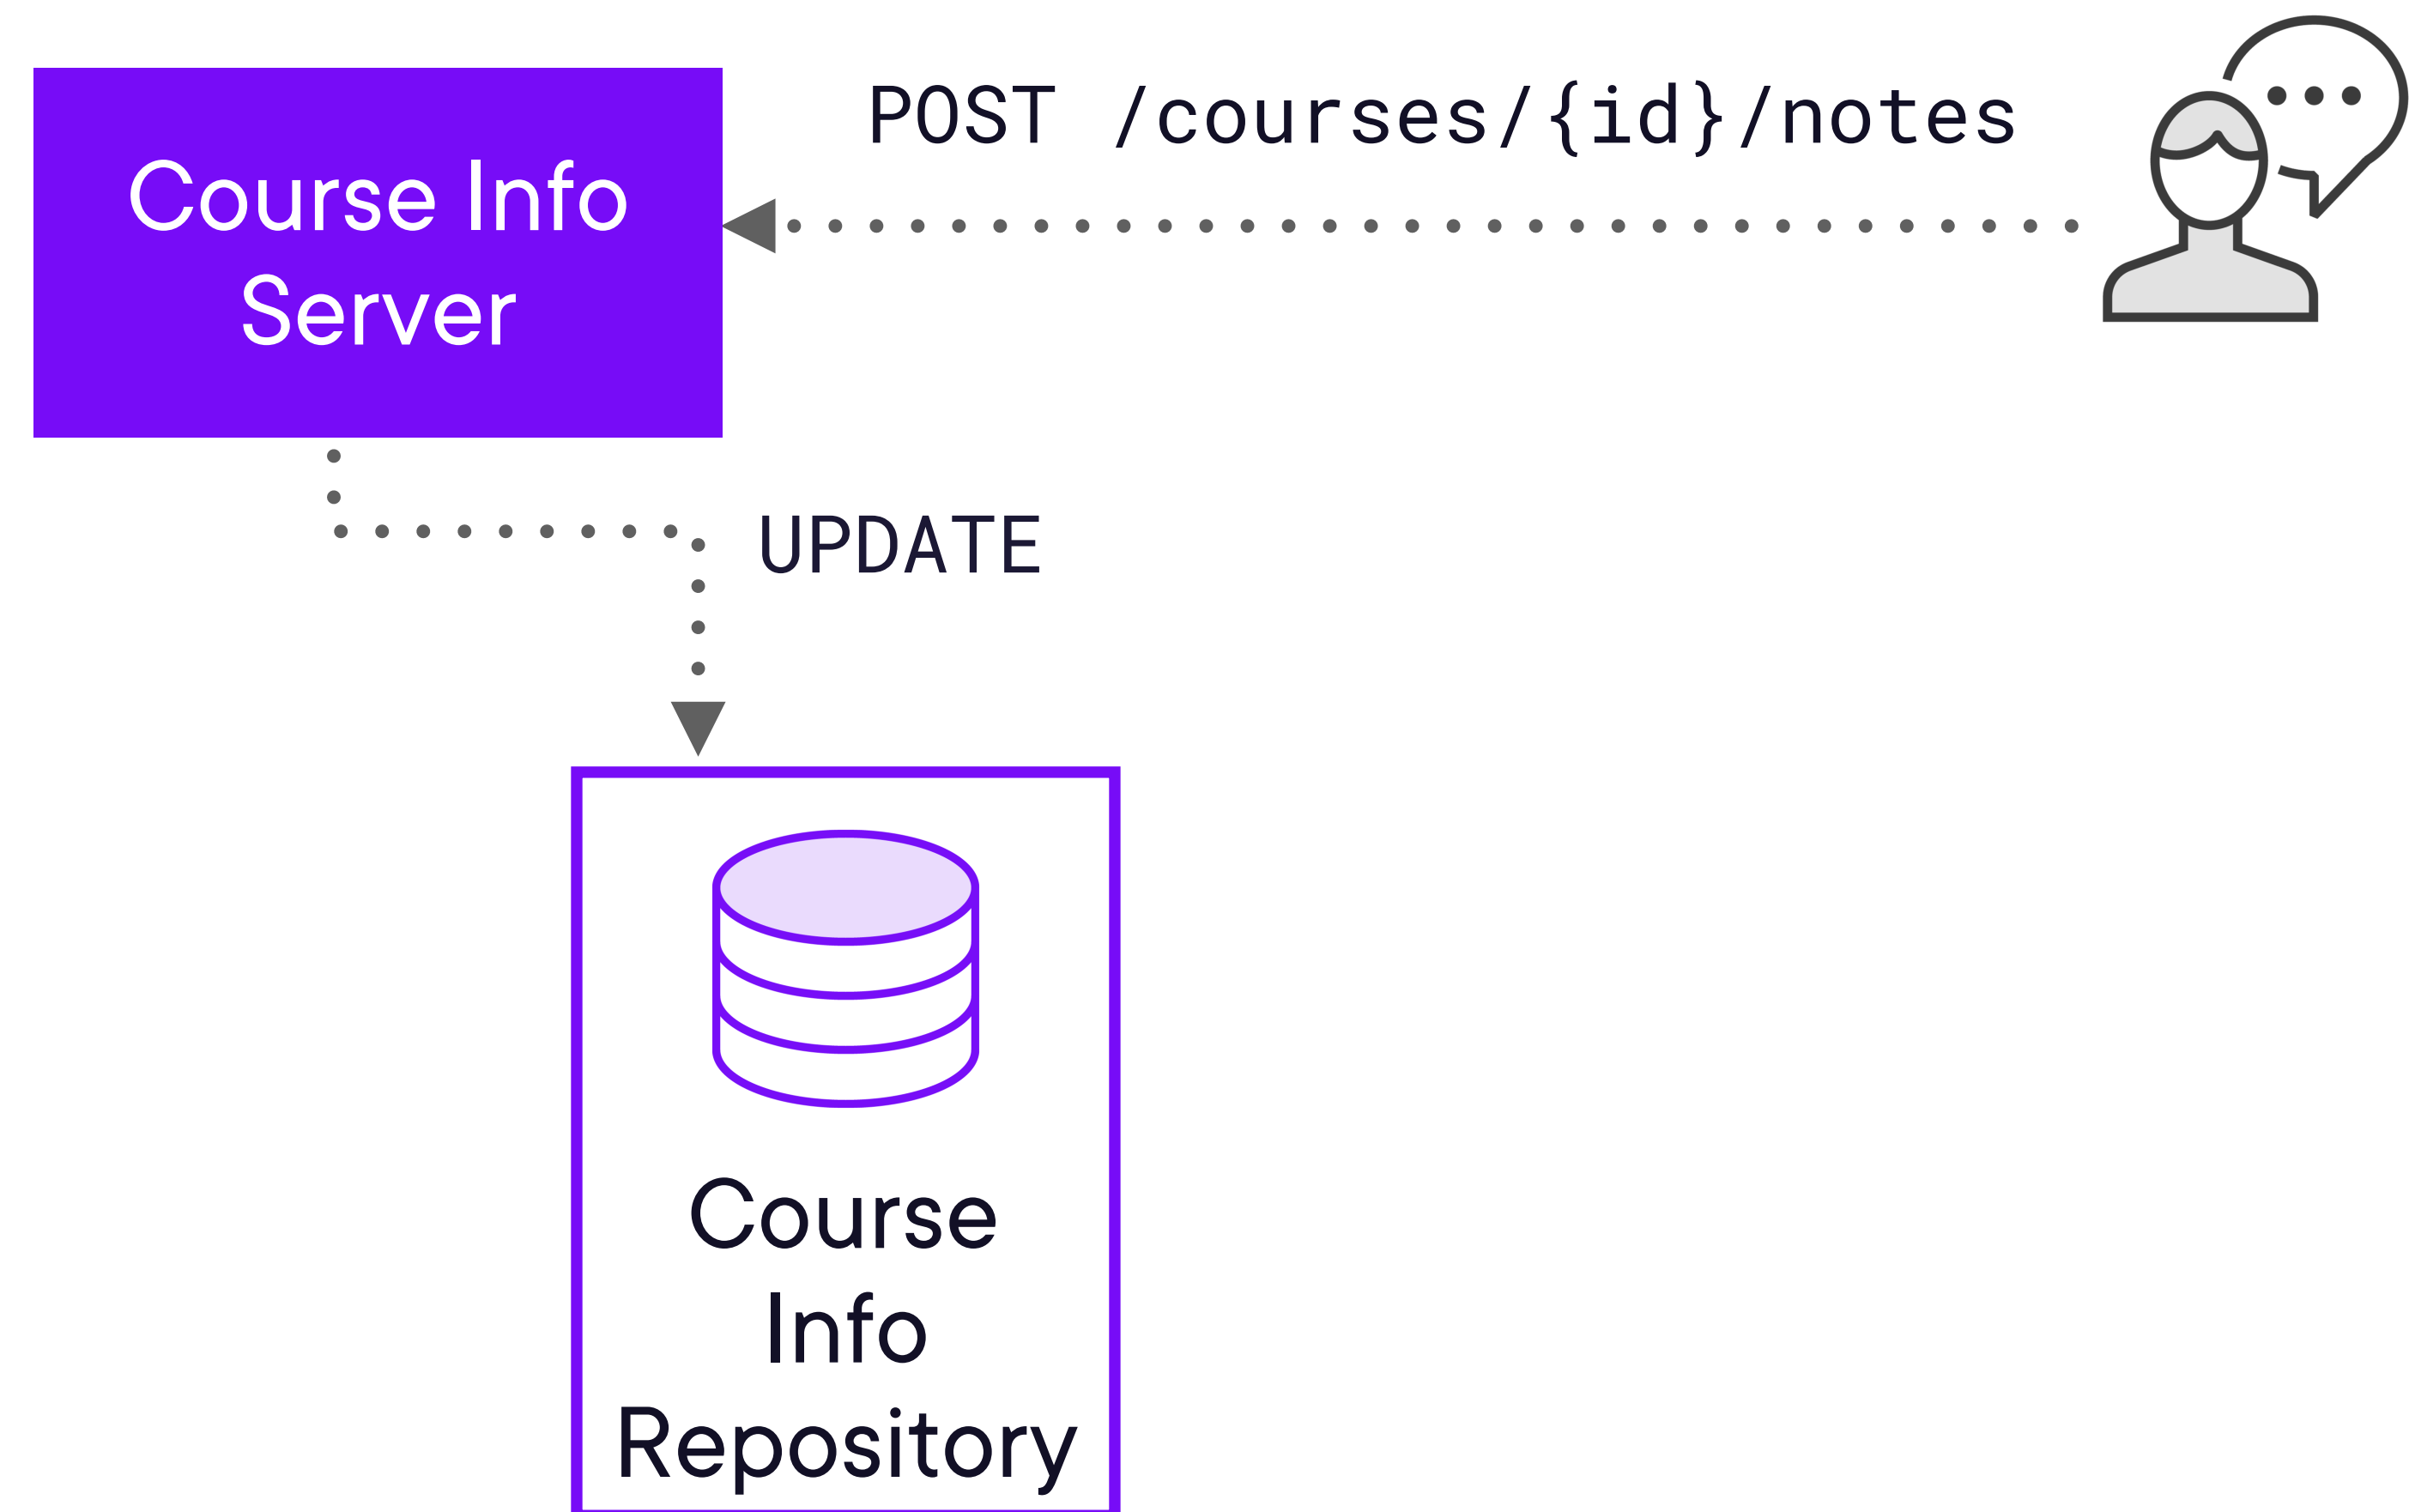 Course Info
Server
POST /courses/{id}/notes
UPDATE
Course
Info
Repository